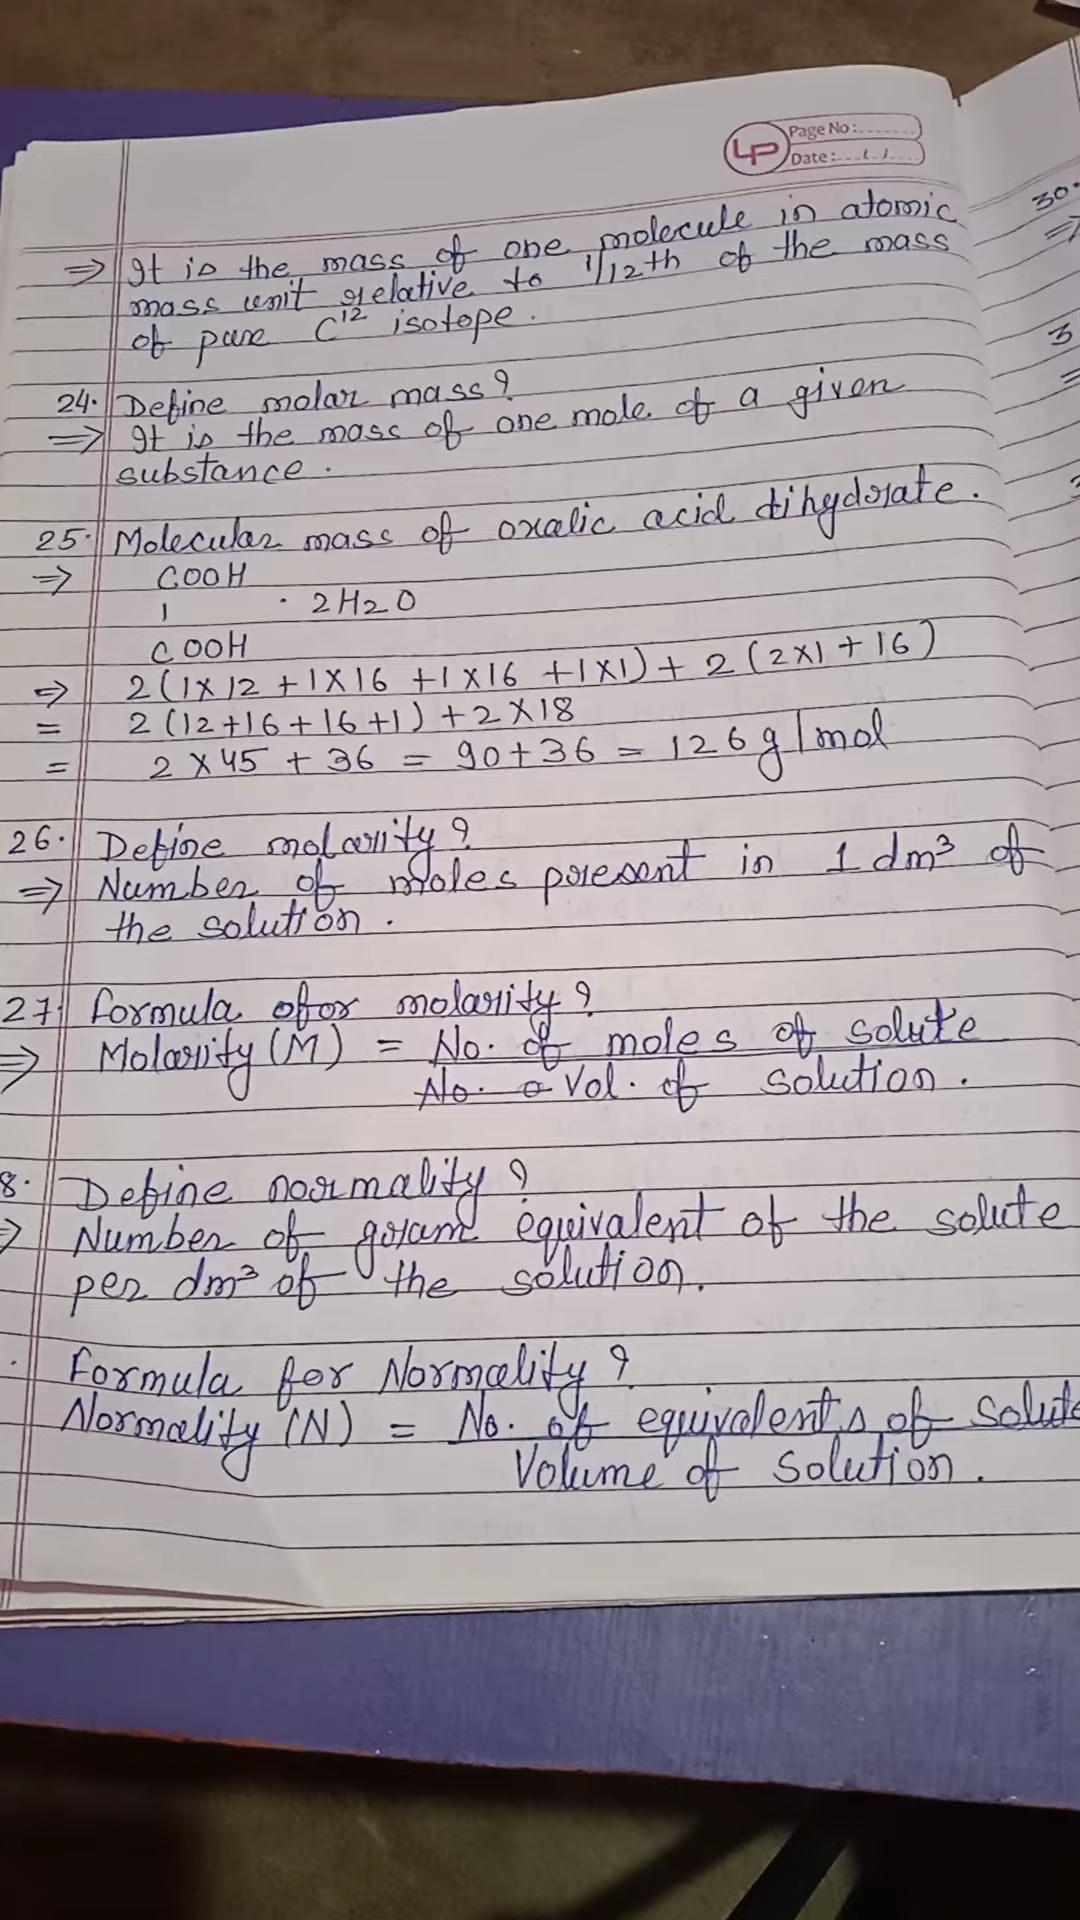 LP
Page No:.......
Date:....../...../.....
30.
⇒ It is the mass of one molecule in atomic
mass unit relative to 1/12th of the mass
of pure C¹² isotope.
3
24. Define molar mass?
⇒ It is the mass of one mole of a given
substance.
25. Molecular mass of oxalic acid dihydrate.
⇒ COOH
| · 2H2O
COOH
⇒ 2(1×12+1×16+1×16+1×1)+2(2×1+16)
= 2(12+16+16+1)+2×18
= 2×45+36 = 90+36 = 126g/mol
26. Define molarity?
⇒ Number of moles present in 1 dm³ of
the solution.
27. Formula ofor molarity?
⇒ Molarity (M) = No. of moles of solute
No. o Vol. of solution.
8. Define normality?
⇒ Number of gram equivalent of the solute
per dm³ of the solution.
. Formula for Normality?
Normality (N) = No. of equivalents of solute
Volume of solution.